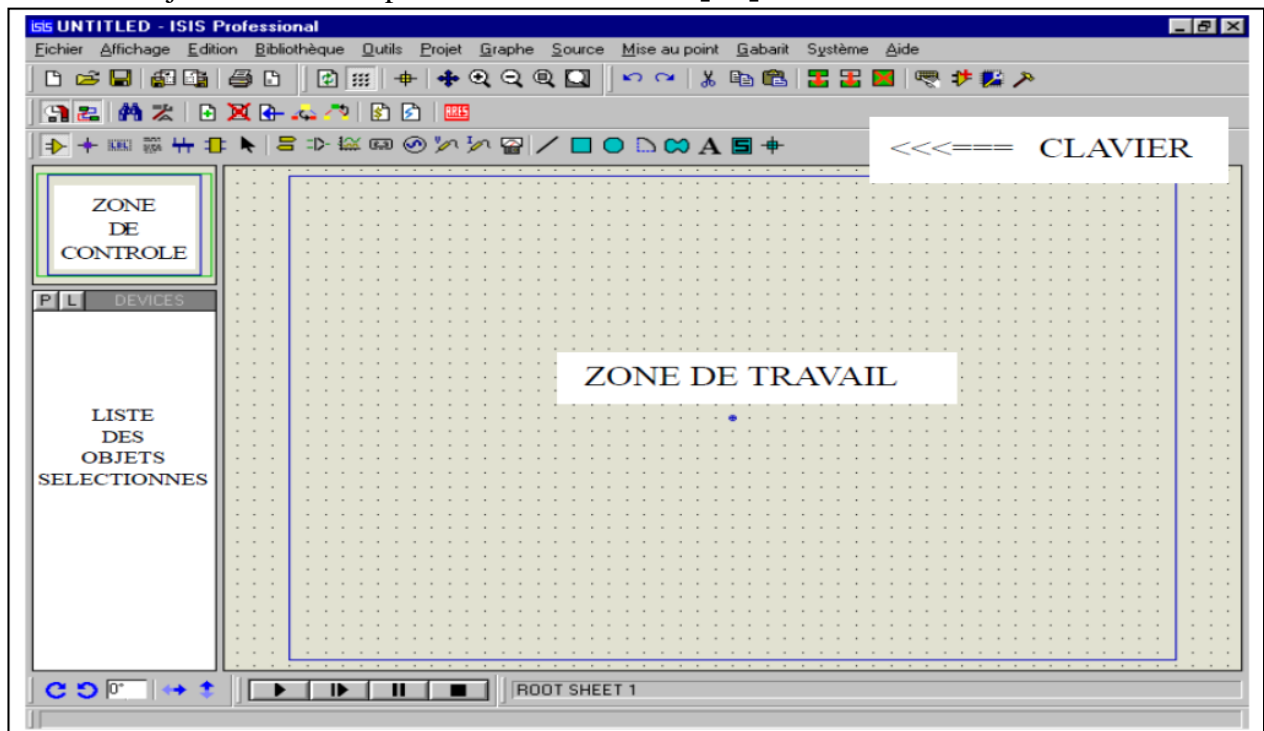 isis UNTITLED - ISIS Professional
Fichier Affichage Edition Bibliothèque Outils Projet Graphe Source Mise au point Gabarit Système Aide
<<<=== CLAVIER
ZONE
DE
CONTROLE
P L DEVICES
ZONE DE TRAVAIL
LISTE
DES
OBJETS
SELECTIONNES
0°
ROOT SHEET 1